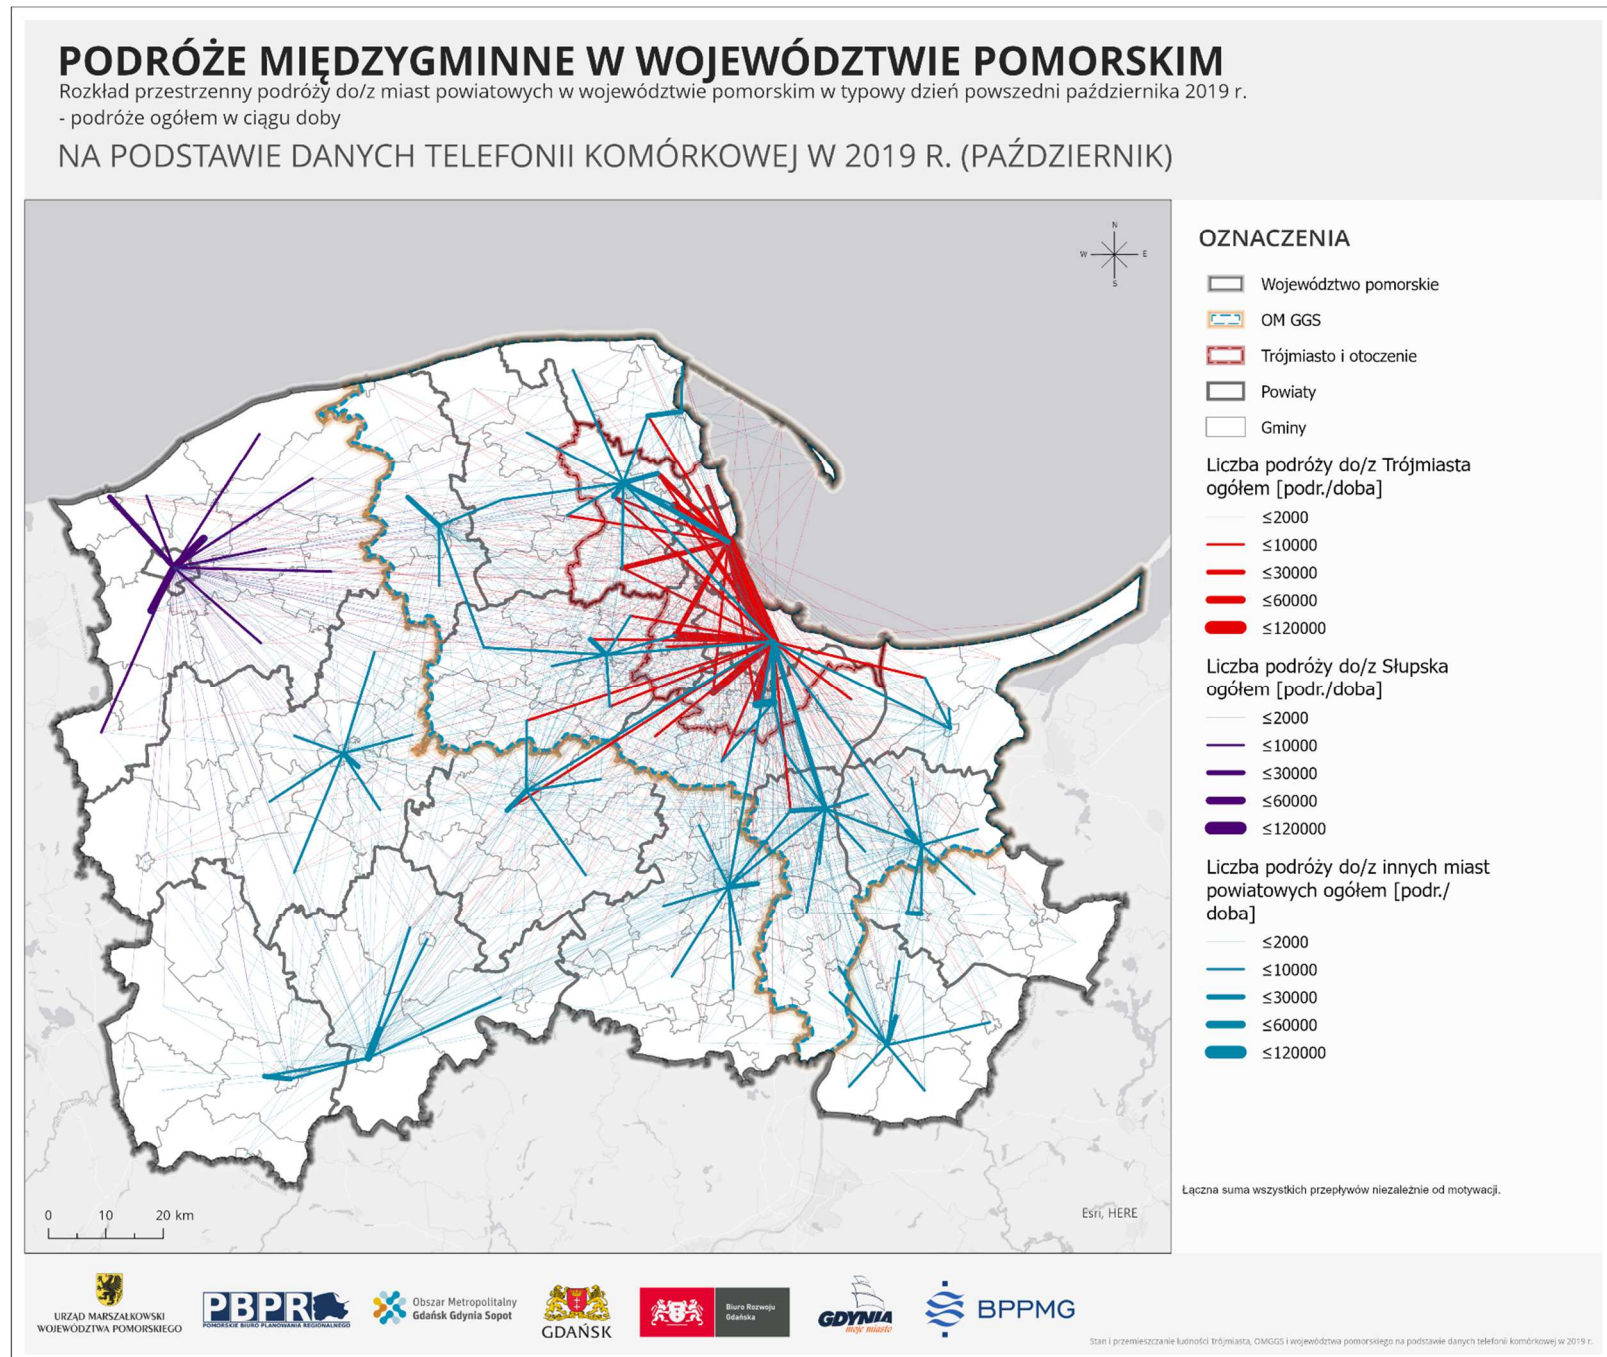 PODRÓŻE MIĘDZYGMINNE W WOJEWÓDZTWIE POMORSKIM
Rozkład przestrzenny podróży do/z miast powiatowych w województwie pomorskim w typowy dzień powszedni października 2019 r.
- podróże ogółem w ciągu doby
NA PODSTAWIE DANYCH TELEFONII KOMÓRKOWEJ W 2019 R. (PAŹDZIERNIK)
N
W E
S
OZNACZENIA
Województwo pomorskie
OM GGS
Trójmiasto i otoczenie
Powiaty
Gminy
Liczba podróży do/z Trójmiasta
ogółem [podr./doba]
≤2000
≤10000
≤30000
≤60000
≤120000
Liczba podróży do/z Słupska
ogółem [podr./doba]
≤2000
≤10000
≤30000
≤60000
≤120000
Liczba podróży do/z innych miast
powiatowych ogółem [podr./
doba]
≤2000
≤10000
≤30000
≤60000
≤120000
Łączna suma wszystkich przepływów niezależnie od motywacji.
0 10 20 km
Esri, HERE
URZĄD MARSZAŁKOWSKI
WOJEWÓDZTWA POMORSKIEGO
PBPR
POMORSKIE BIURO PLANOWANIA REGIONALNEGO
Obszar Metropolitalny
Gdańsk Gdynia Sopot
GDAŃSK
Biuro Rozwoju
Gdańska
GDYNIA
moje miasto
BPPMG
Stan i przemieszczanie ludności Trójmiasta, OMGGS i województwa pomorskiego na podstawie danych telefonii komórkowej w 2019 r.